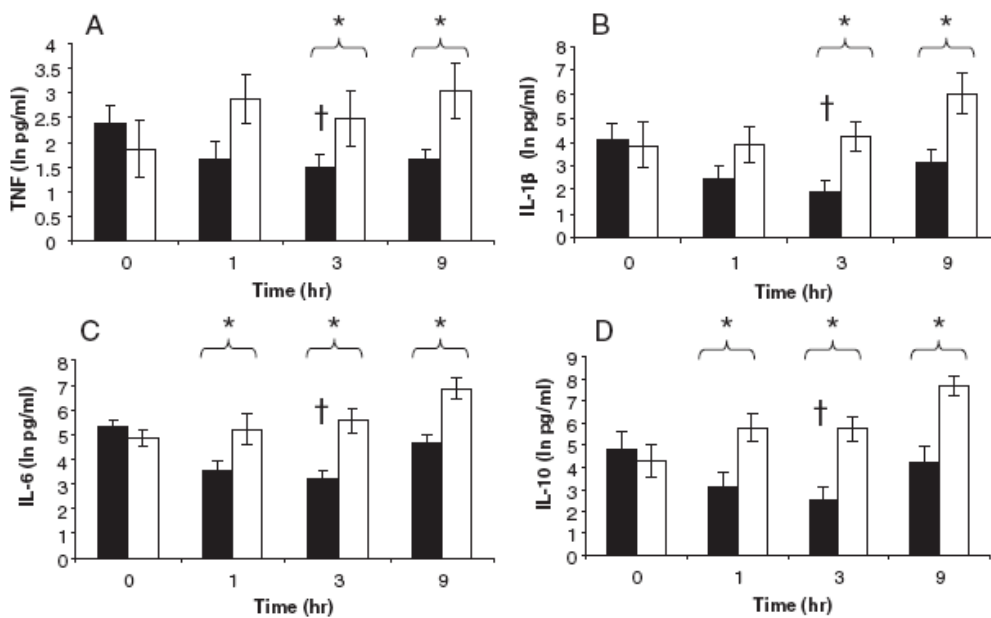 A
* *
TNF (ln pg/ml)
4
3.5
3
2.5
2
1.5
1
0.5
0
†
0 1 3 9
Time (hr)
B
* *
IL-1β (ln pg/ml)
8
7
6
5
4
3
2
1
0
†
0 1 3 9
Time (hr)
C
* * *
IL-6 (ln pg/ml)
8
7
6
5
4
3
2
1
0
†
0 1 3 9
Time (hr)
D
* * *
IL-10 (ln pg/ml)
9
8
7
6
5
4
3
2
1
0
†
0 1 3 9
Time (hr)